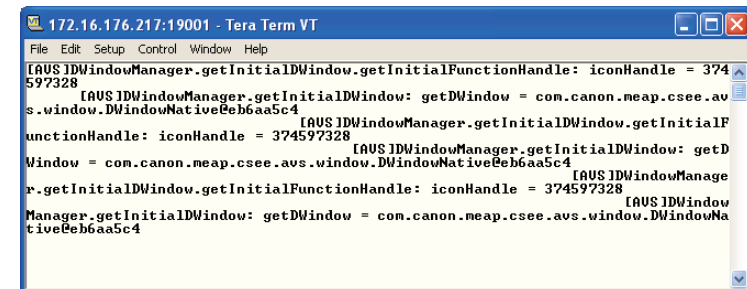 172.16.176.217:19001 - Tera Term VT
File Edit Setup Control Window Help
[AVS]DWindowManager.getInitialDWindow.getInitialFunctionHandle: iconHandle = 374
597328
[AVS]DWindowManager.getInitialDWindow: getDWindow = com.canon.meap.csee.av
s.window.DWindowNative@eb6aa5c4
[AVS]DWindowManager.getInitialDWindow.getInitialF
unctionHandle: iconHandle = 374597328
[AVS]DWindowManager.getInitialDWindow: getD
Window = com.canon.meap.csee.avs.window.DWindowNative@eb6aa5c4
[AVS]DWindowManage
r.getInitialDWindow.getInitialFunctionHandle: iconHandle = 374597328
[AVS]DWindow
Manager.getInitialDWindow: getDWindow = com.canon.meap.csee.avs.window.DWindowNa
tive@eb6aa5c4